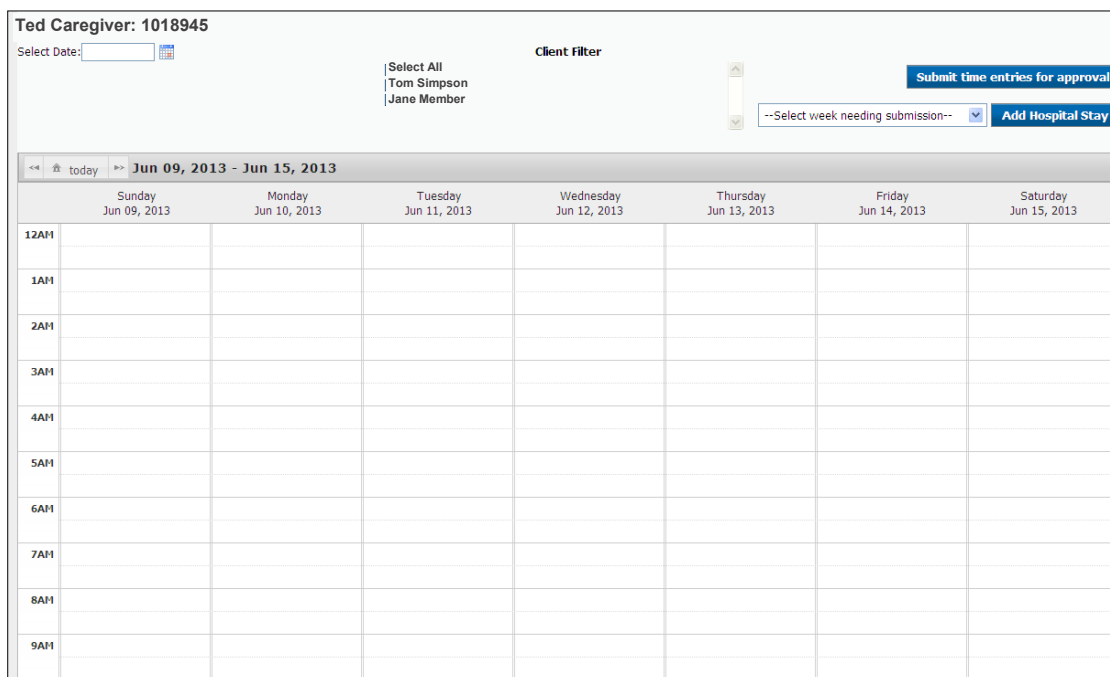 Ted Caregiver: 1018945
Select Date:
Client Filter
Select All
Tom Simpson
Jane Member
Submit time entries for approval
--Select week needing submission--
Add Hospital Stay
today Jun 09, 2013 - Jun 15, 2013
Sunday Monday Tuesday Wednesday Thursday Friday Saturday
Jun 09, 2013 Jun 10, 2013 Jun 11, 2013 Jun 12, 2013 Jun 13, 2013 Jun 14, 2013 Jun 15, 2013
12AM
1AM
2AM
3AM
4AM
5AM
6AM
7AM
8AM
9AM